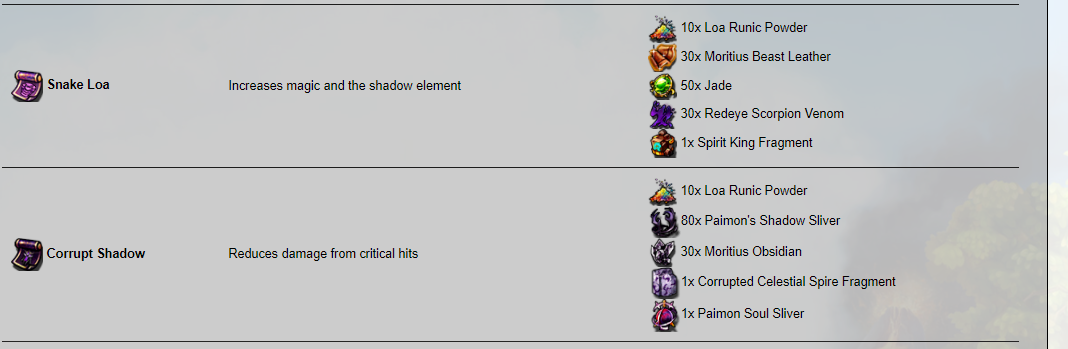 10x Loa Runic Powder
30x Moritius Beast Leather
Snake Loa Increases magic and the shadow element 50x Jade
30x Redeye Scorpion Venom
1x Spirit King Fragment
10x Loa Runic Powder
80x Paimon's Shadow Sliver
Corrupt Shadow Reduces damage from critical hits 30x Moritius Obsidian
1x Corrupted Celestial Spire Fragment
1x Paimon Soul Sliver